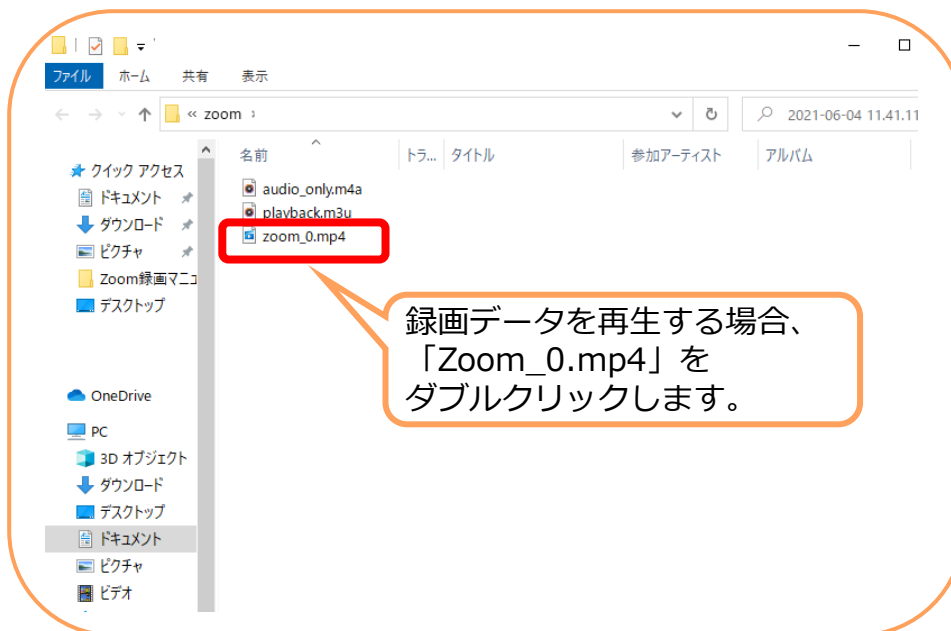 ファイル ホーム 共有 表示
« zoom ›
2021-06-04 11.41.11
名前 トラ... タイトル 参加アーティスト アルバム
クイック アクセス
ドキュメント
ダウンロード
ピクチャ
Zoom録画マニュ
デスクトップ
OneDrive
PC
3D オブジェクト
ダウンロード
デスクトップ
ドキュメント
ピクチャ
ビデオ
audio_only.m4a
playback.m3u
zoom_0.mp4
録画データを再生する場合、
「Zoom_0.mp4」を
ダブルクリックします。